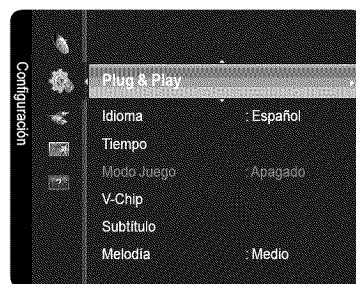 Configuración
Plug & Play
Idioma : Español
Tiempo
Modo Juego : Apagado
V-Chip
Subtítulo
Melodía : Medio